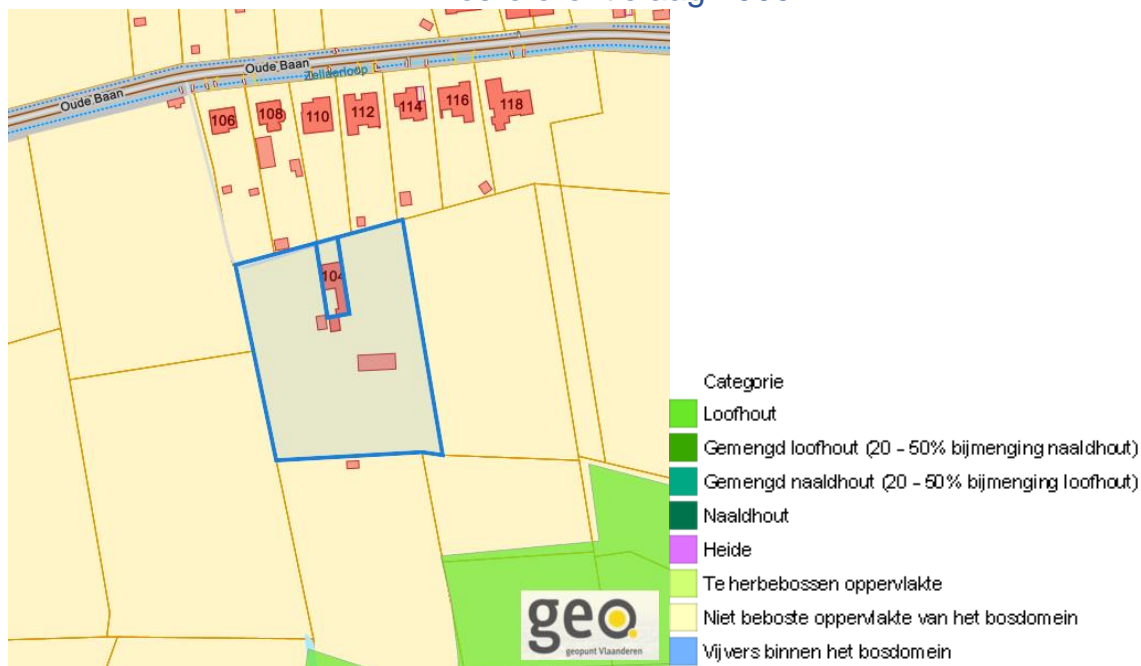 Oude Baan
Oude Baan
Zellaerloop
106
108
110
112
114
116
118
104
Categorie
Loofhout
Gemengd loofhout (20 - 50% bijmenging naaldhout)
Gemengd naaldhout (20 - 50% bijmenging loofhout)
Naaldhout
Heide
Te herbebossen oppervlakte
Niet beboste oppervlakte van het bosdomein
Vijvers binnen het bosdomein
geo.
geopunt Vlaanderen